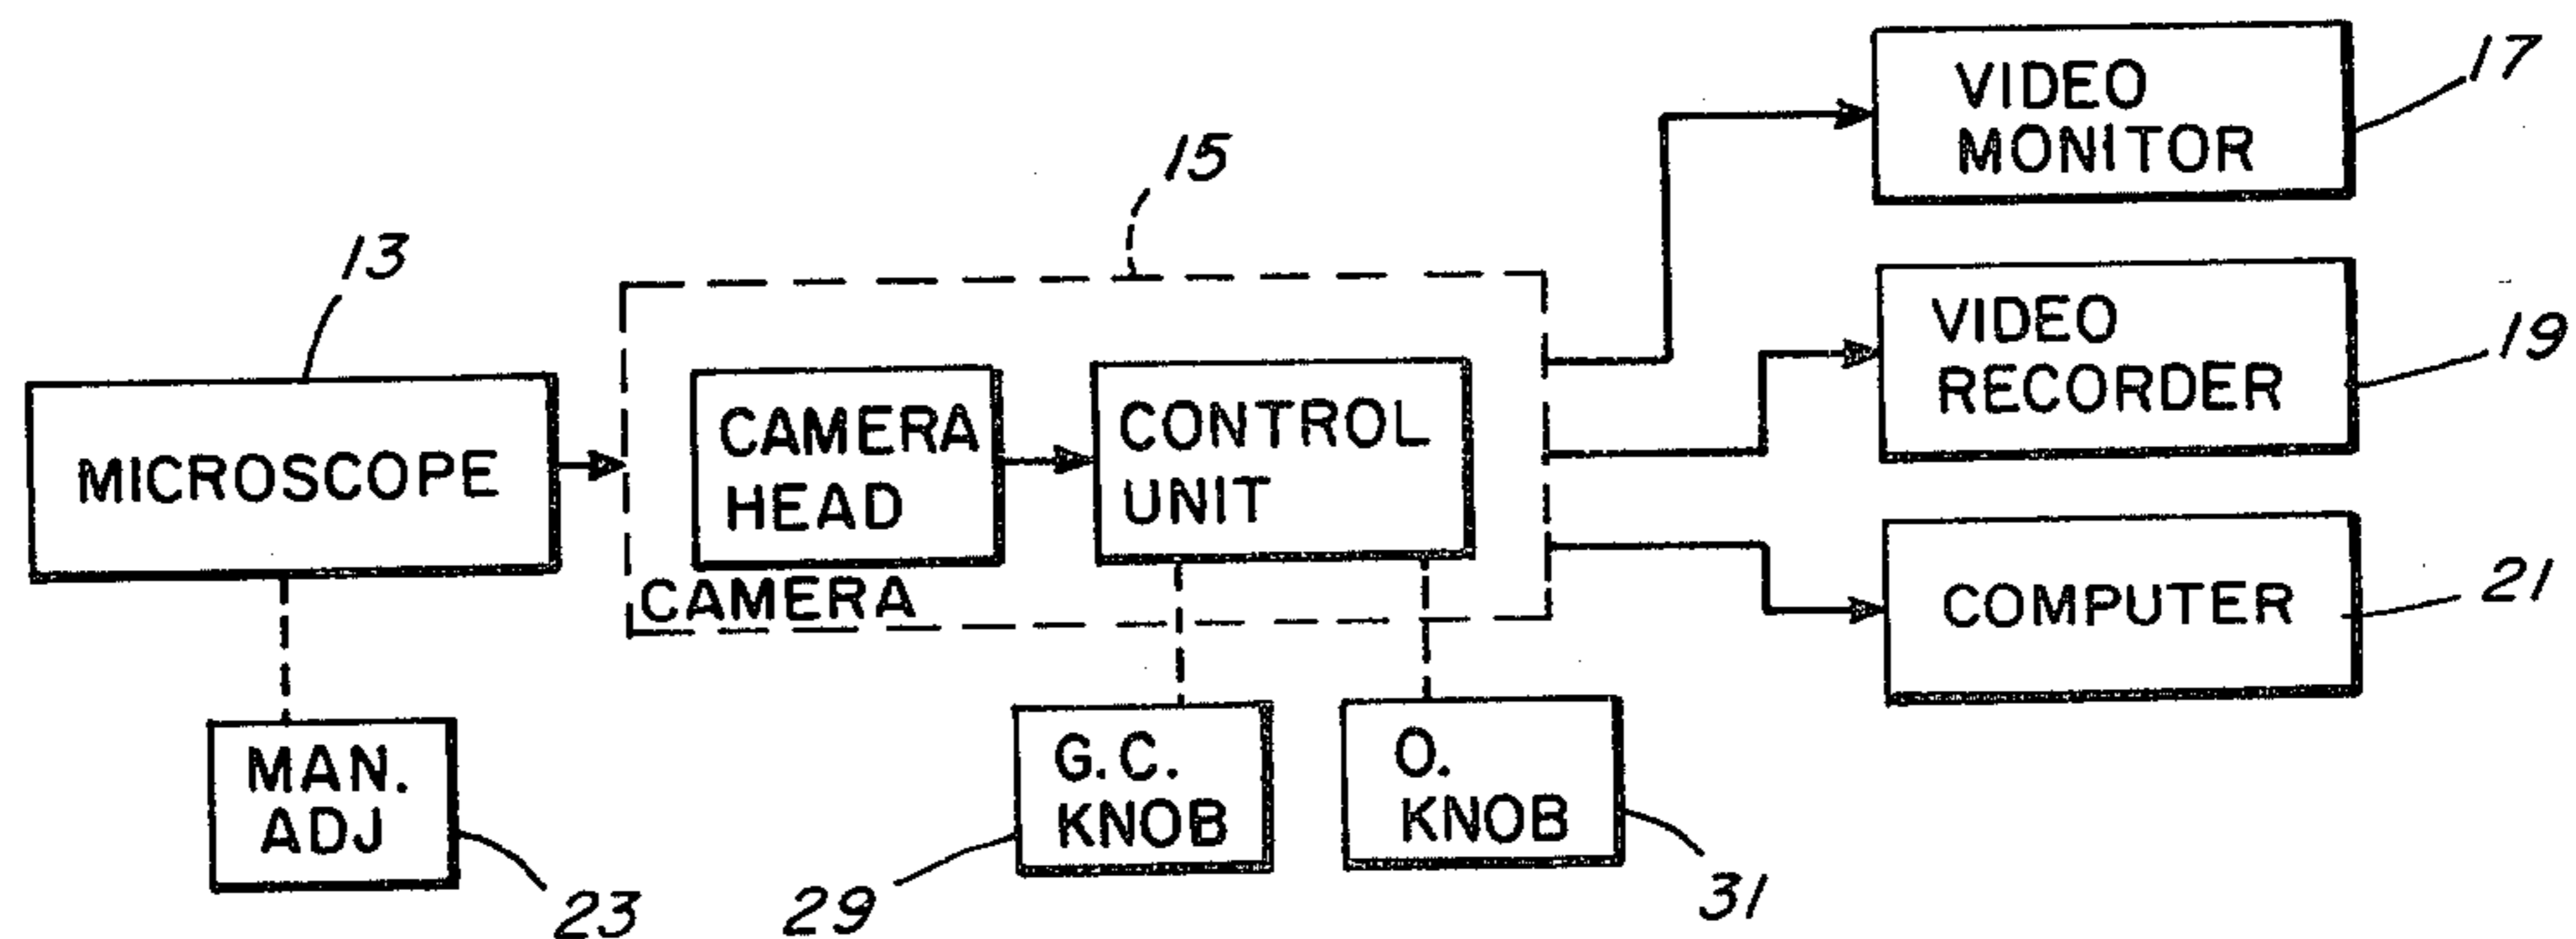 17
VIDEO
MONITOR
15
13
VIDEO
RECORDER
19
MICROSCOPE
CAMERA
HEAD
CONTROL
UNIT
CAMERA
COMPUTER
21
MAN.
ADJ
23
G.C.
KNOB
29
O.
KNOB
31